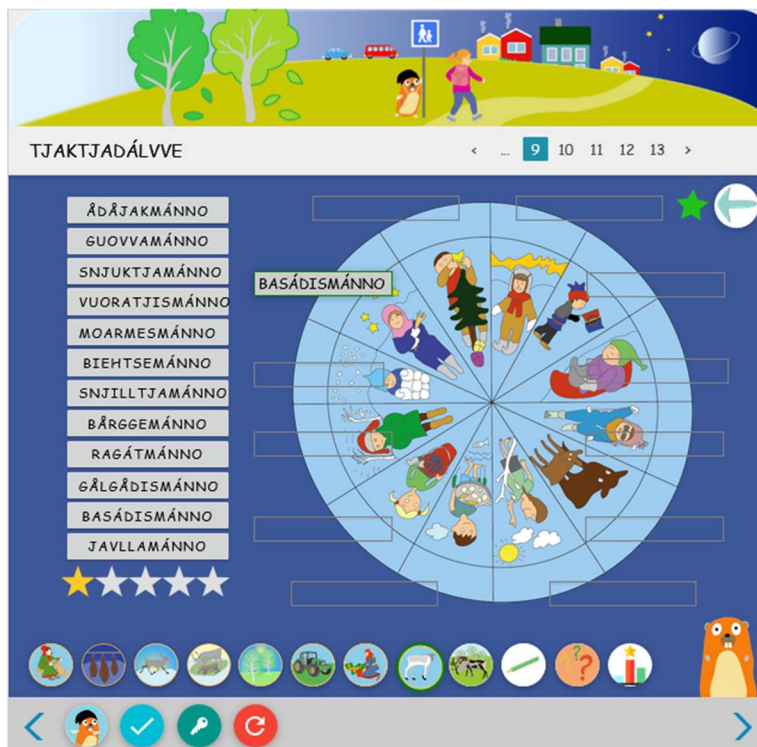 TJAKTJADÁLVVE
< ... 9 10 11 12 13 >
ÅDÅJAKMÁNNO
GUOVVAMÁNNO
SNJUKTJAMÁNNO
VUORATJISMÁNNO
MOARMESMÁNNO
BIEHTSEMÁNNO
SNJILLTJAMÁNNO
BÅRGGEMÁNNO
RAGÁTMÁNNO
GÅLGÅDISMÁNNO
BASÁDISMÁNNO
JAVLLAMÁNNO
BASÁDISMÁNNO